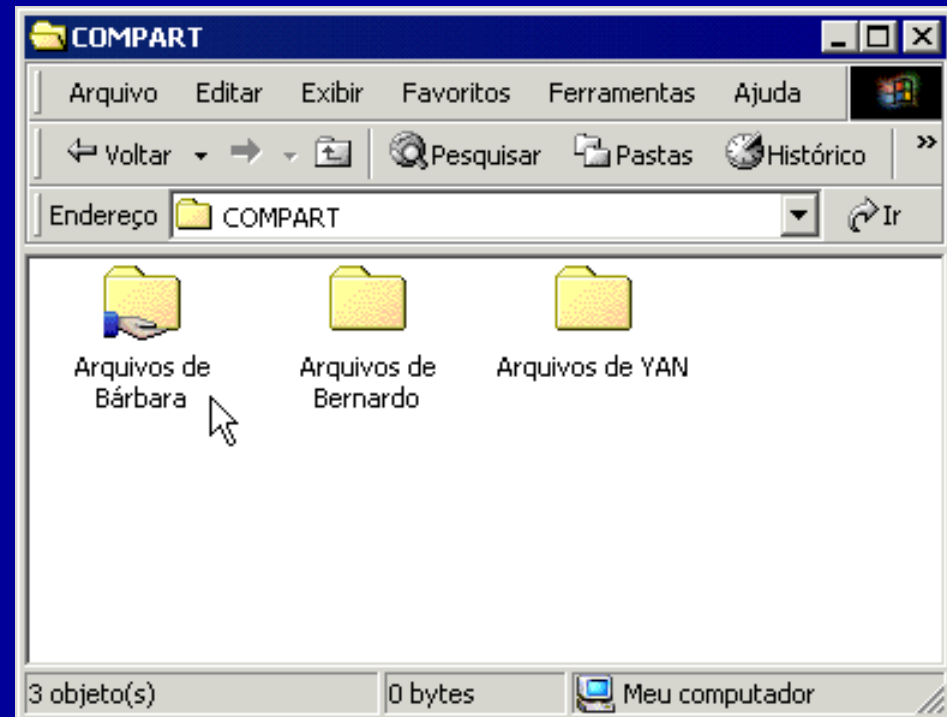 COMPART
Arquivo Editar Exibir Favoritos Ferramentas Ajuda
Voltar Pesquisar Pastas Histórico »
Endereço COMPART Ir
Arquivos de Bárbara
Arquivos de Bernardo
Arquivos de YAN
3 objeto(s) 0 bytes Meu computador